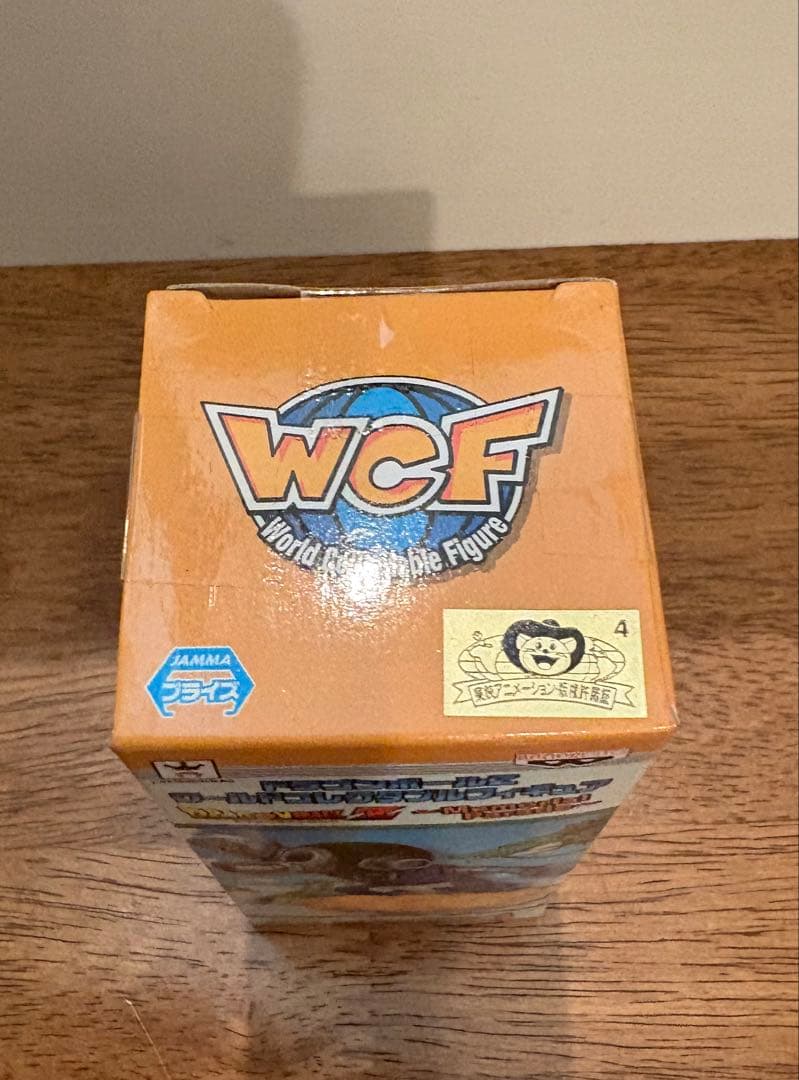 WCF
World Collectable Figure
JAMMA
プライズ
4
東映アニメーション・版権許諾証
ドラゴンボールZ
ワールドコレクタブルフィギュア
DRAGONBALL Z